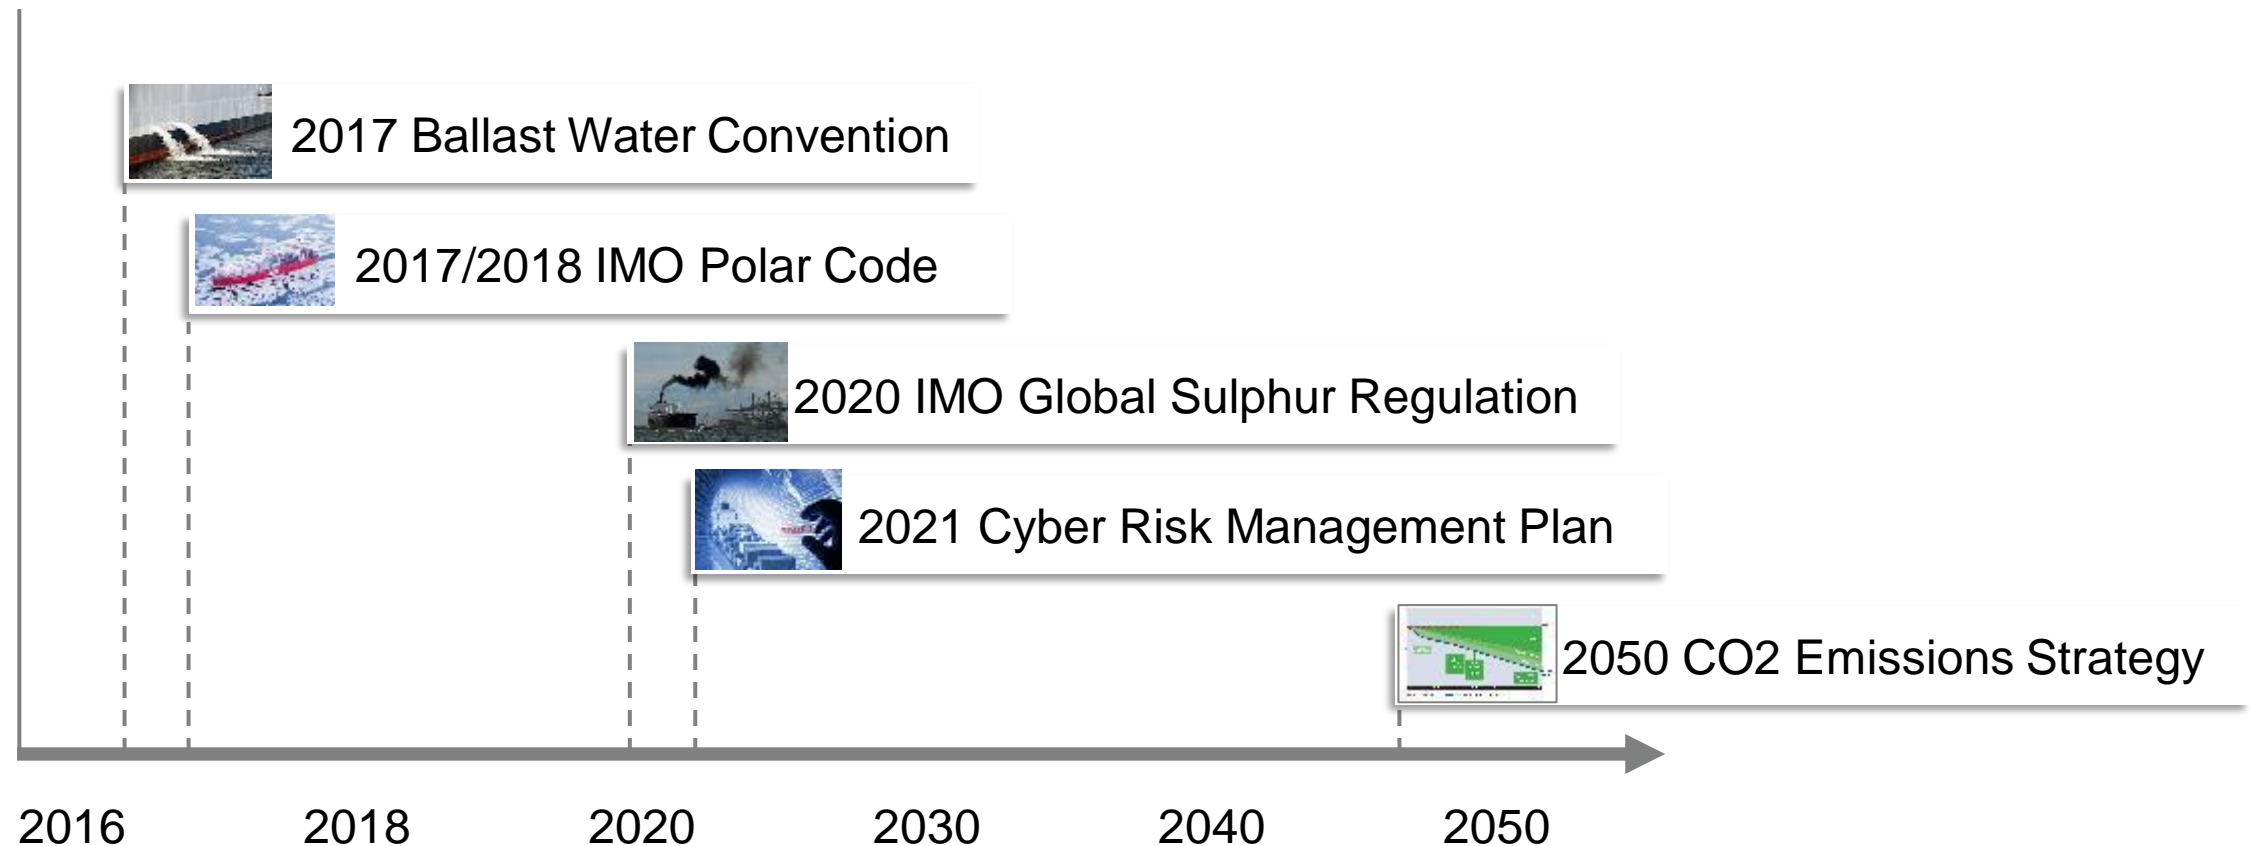 2017 Ballast Water Convention
2017/2018 IMO Polar Code
2020 IMO Global Sulphur Regulation
2021 Cyber Risk Management Plan
2050 CO2 Emissions Strategy
2016 2018 2020 2030 2040 2050